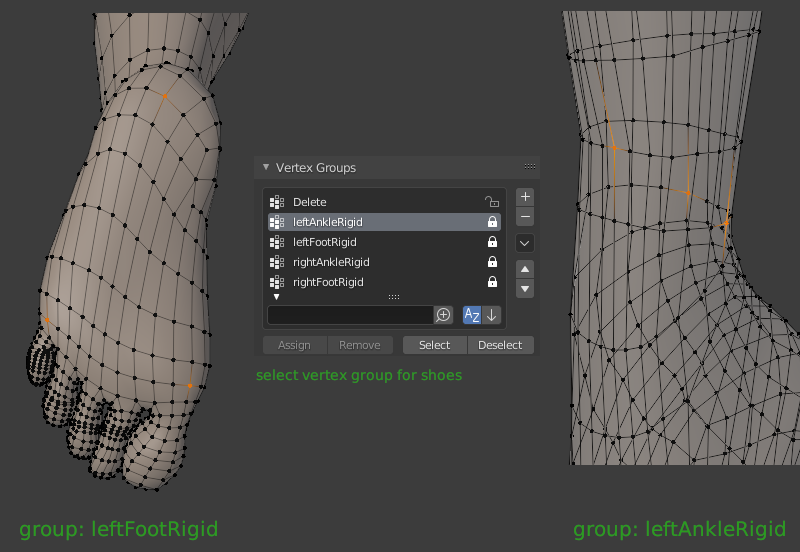 Vertex Groups
Delete
leftAnkleRigid
leftFootRigid
rightAnkleRigid
rightFootRigid
AZ
Assign Remove Select Deselect
select vertex group for shoes
group: leftFootRigid
group: leftAnkleRigid